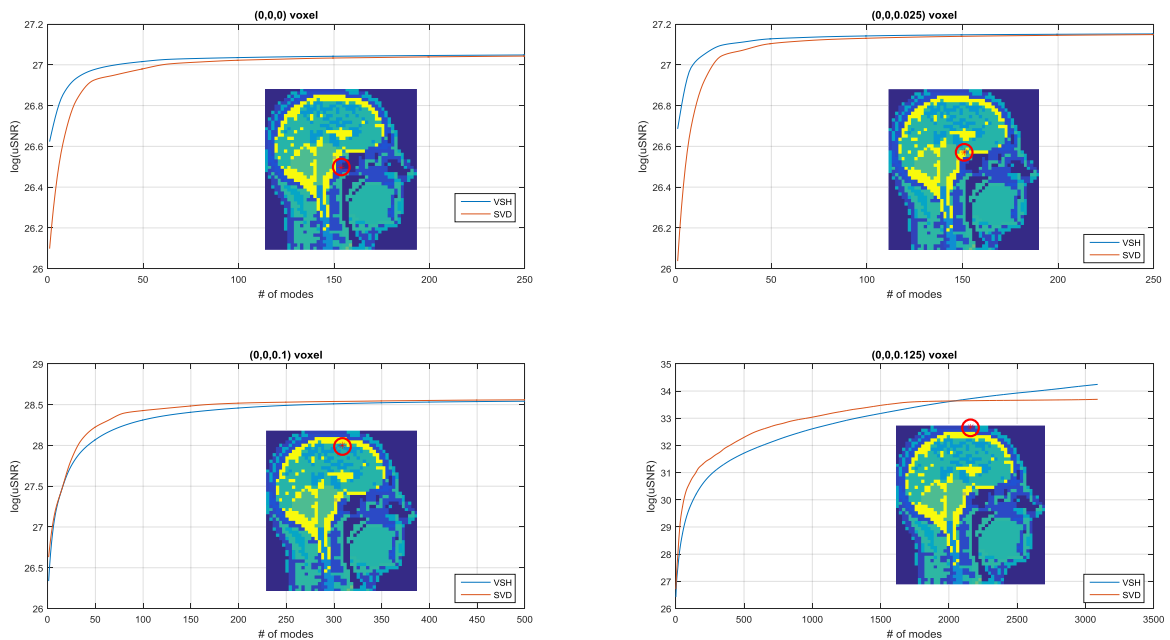 (0,0,0) voxel
27.2
27
26.8
26.6
26.4
26.2
26
log(uSNR)
0 50 100 150 200 250
# of modes
VSH
SVD
(0,0,0.025) voxel
27.2
27
26.8
26.6
26.4
26.2
26
log(uSNR)
0 50 100 150 200 250
# of modes
VSH
SVD
(0,0,0.1) voxel
29
28.5
28
27.5
27
26.5
26
log(uSNR)
0 50 100 150 200 250 300 350 400 450 500
# of modes
VSH
SVD
(0,0,0.125) voxel
35
34
33
32
31
30
29
28
27
26
log(uSNR)
0 500 1000 1500 2000 2500 3000 3500
# of modes
VSH
SVD